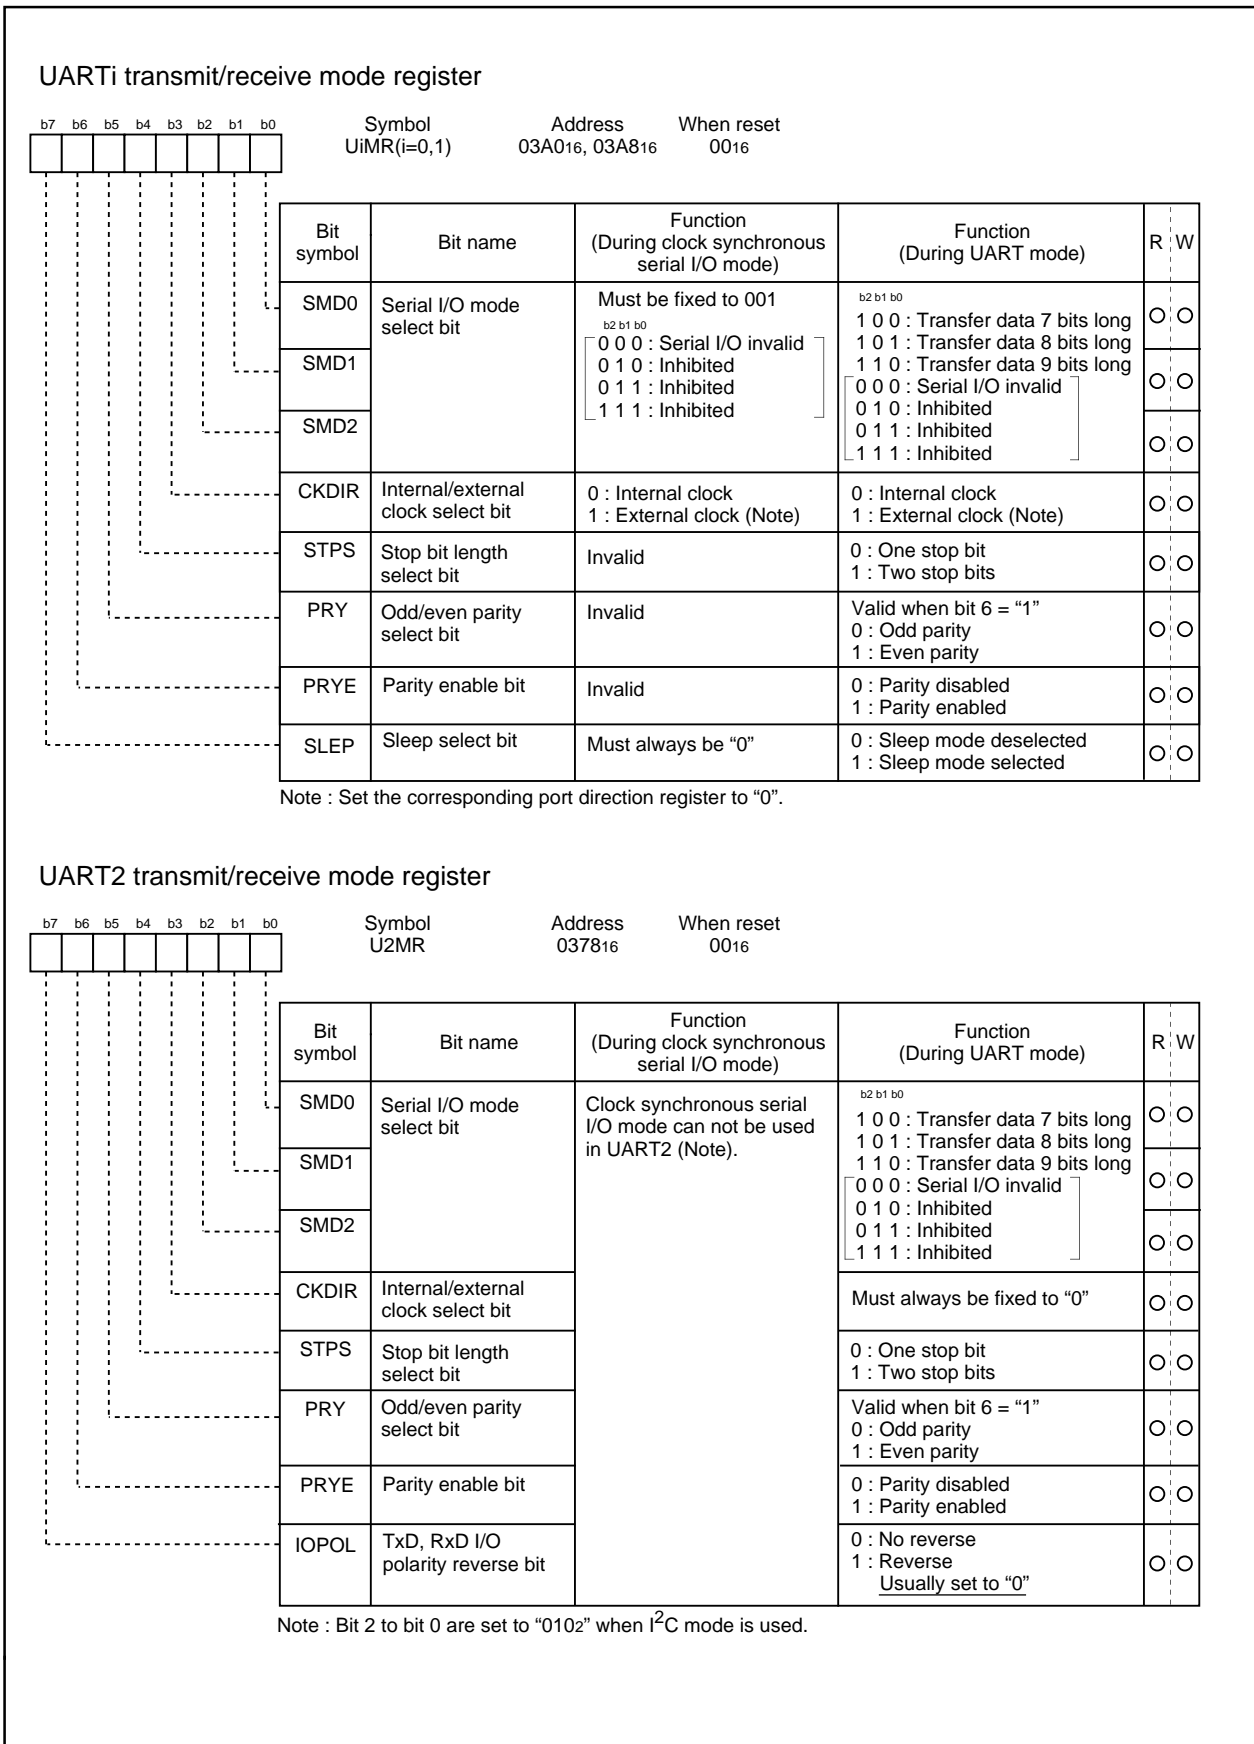 UARTi transmit/receive mode register
b7 b6 b5 b4 b3 b2 b1 b0
Symbol Address When reset
UiMR(i=0,1) 03A016, 03A816 0016
Bit symbol Bit name Function (During clock synchronous serial I/O mode) Function (During UART mode) R W
SMD0 Serial I/O mode select bit
Must be fixed to 001
b2 b1 b0
0 0 0 : Serial I/O invalid
0 1 0 : Inhibited
0 1 1 : Inhibited
1 1 1 : Inhibited
b2 b1 b0
1 0 0 : Transfer data 7 bits long
1 0 1 : Transfer data 8 bits long
1 1 0 : Transfer data 9 bits long
0 0 0 : Serial I/O invalid
0 1 0 : Inhibited
0 1 1 : Inhibited
1 1 1 : Inhibited
SMD1
SMD2
CKDIR Internal/external clock select bit
0 : Internal clock
1 : External clock (Note)
0 : Internal clock
1 : External clock (Note)
STPS Stop bit length select bit
Invalid
0 : One stop bit
1 : Two stop bits
PRY Odd/even parity select bit
Invalid
Valid when bit 6 = “1”
0 : Odd parity
1 : Even parity
PRYE Parity enable bit
Invalid
0 : Parity disabled
1 : Parity enabled
SLEP Sleep select bit
Must always be “0”
0 : Sleep mode deselected
1 : Sleep mode selected
Note : Set the corresponding port direction register to “0”.
UART2 transmit/receive mode register
b7 b6 b5 b4 b3 b2 b1 b0
Symbol Address When reset
U2MR 037816 0016
Bit symbol Bit name Function (During clock synchronous serial I/O mode) Function (During UART mode) R W
SMD0 Serial I/O mode select bit
Clock synchronous serial
I/O mode can not be used
in UART2 (Note).
b2 b1 b0
1 0 0 : Transfer data 7 bits long
1 0 1 : Transfer data 8 bits long
1 1 0 : Transfer data 9 bits long
0 0 0 : Serial I/O invalid
0 1 0 : Inhibited
0 1 1 : Inhibited
1 1 1 : Inhibited
SMD1
SMD2
CKDIR Internal/external clock select bit
Must always be fixed to “0”
STPS Stop bit length select bit
0 : One stop bit
1 : Two stop bits
PRY Odd/even parity select bit
Valid when bit 6 = “1”
0 : Odd parity
1 : Even parity
PRYE Parity enable bit
0 : Parity disabled
1 : Parity enabled
IOPOL TxD, RxD I/O polarity reverse bit
0 : No reverse
1 : Reverse
Usually set to “0”
Note : Bit 2 to bit 0 are set to “0102” when I2C mode is used.